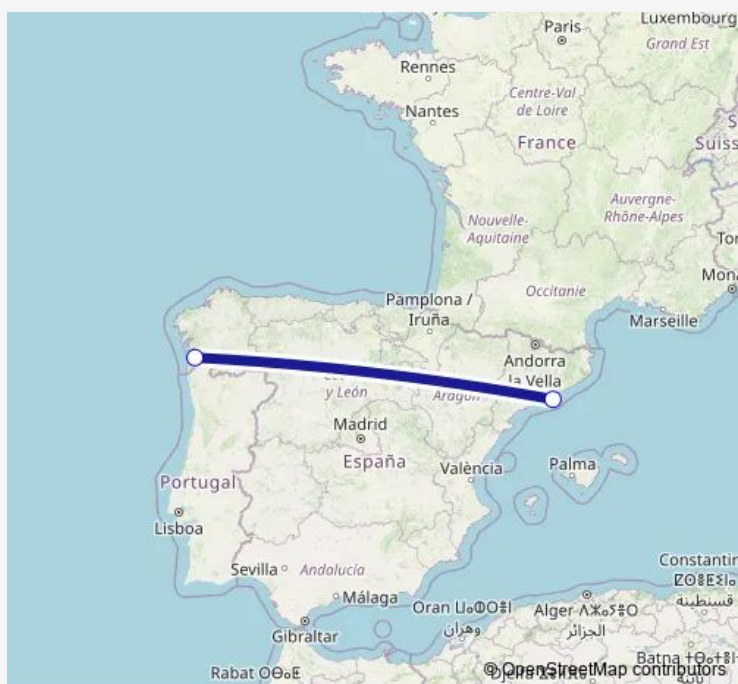 Luxembourg
Paris
Grand Est
Rennes
Centre-Val
de Loire
Nantes
France
Suiss
Auvergne-
Rhône-Alpes
Nouvelle-
Aquitaine
Occitanie
Pamplona /
Iruña
Marseille
Andorra
la Vella
y León
Aragón
Madrid
España
València
Palma
Portugal
Lisboa
Sevilla
Andalucía
Málaga
Gibraltar
Oran
وهران
Alger
الجزائر
Constantin
قسنطينة
Rabat
Batna
© OpenStreetMap contributors